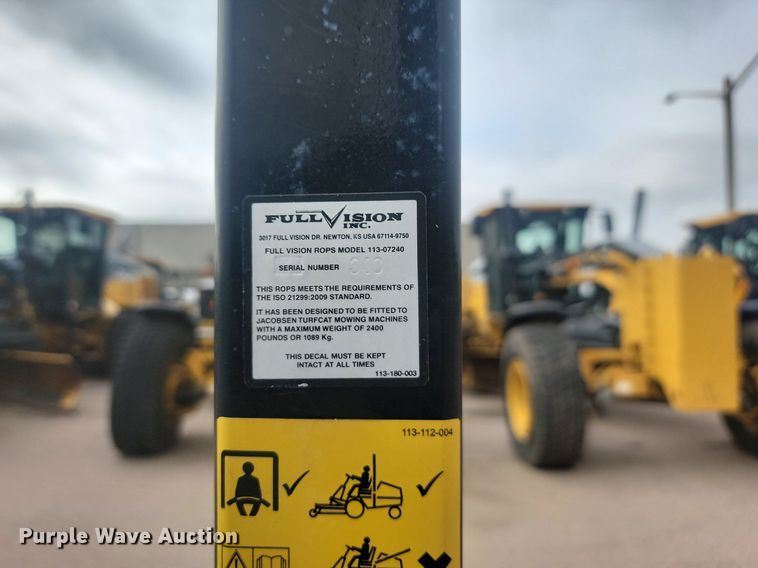 FULL VISION
INC.
3017 FULL VISION DR. NEWTON, KS USA 67114-9750
FULL VISION ROPS MODEL 113-07240
SERIAL NUMBER
THIS ROPS MEETS THE REQUIREMENTS OF
THE ISO 21299:2009 STANDARD.
IT HAS BEEN DESIGNED TO BE FITTED TO
JACOBSEN TURFCAT MOWING MACHINES
WITH A MAXIMUM WEIGHT OF 2400
POUNDS OR 1089 Kg.
THIS DECAL MUST BE KEPT
INTACT AT ALL TIMES
113-180-003
113-112-004
Purple Wave Auction